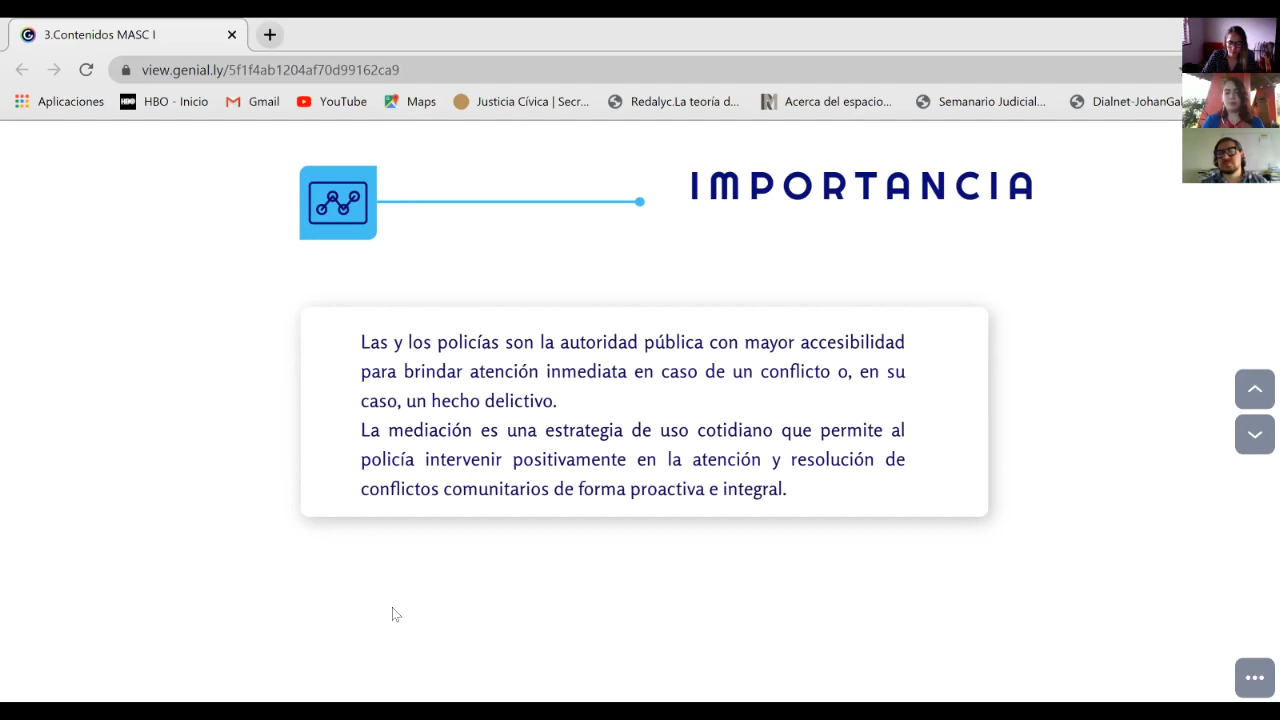 3.Contenidos MASC I
view.genial.ly/5f1f4ab1204af70d99162ca9
Aplicaciones
HBO - Inicio
Gmail
YouTube
Maps
Justicia Cívica | Secr...
Redalyc.La teoría d...
Acerca del espacio...
Semanario Judicial...
Dialnet-JohanGal
IMPORTANCIA
Las y los policías son la autoridad pública con mayor accesibilidad
para brindar atención inmediata en caso de un conflicto o, en su
caso, un hecho delictivo.
La mediación es una estrategia de uso cotidiano que permite al
policía intervenir positivamente en la atención y resolución de
conflictos comunitarios de forma proactiva e integral.